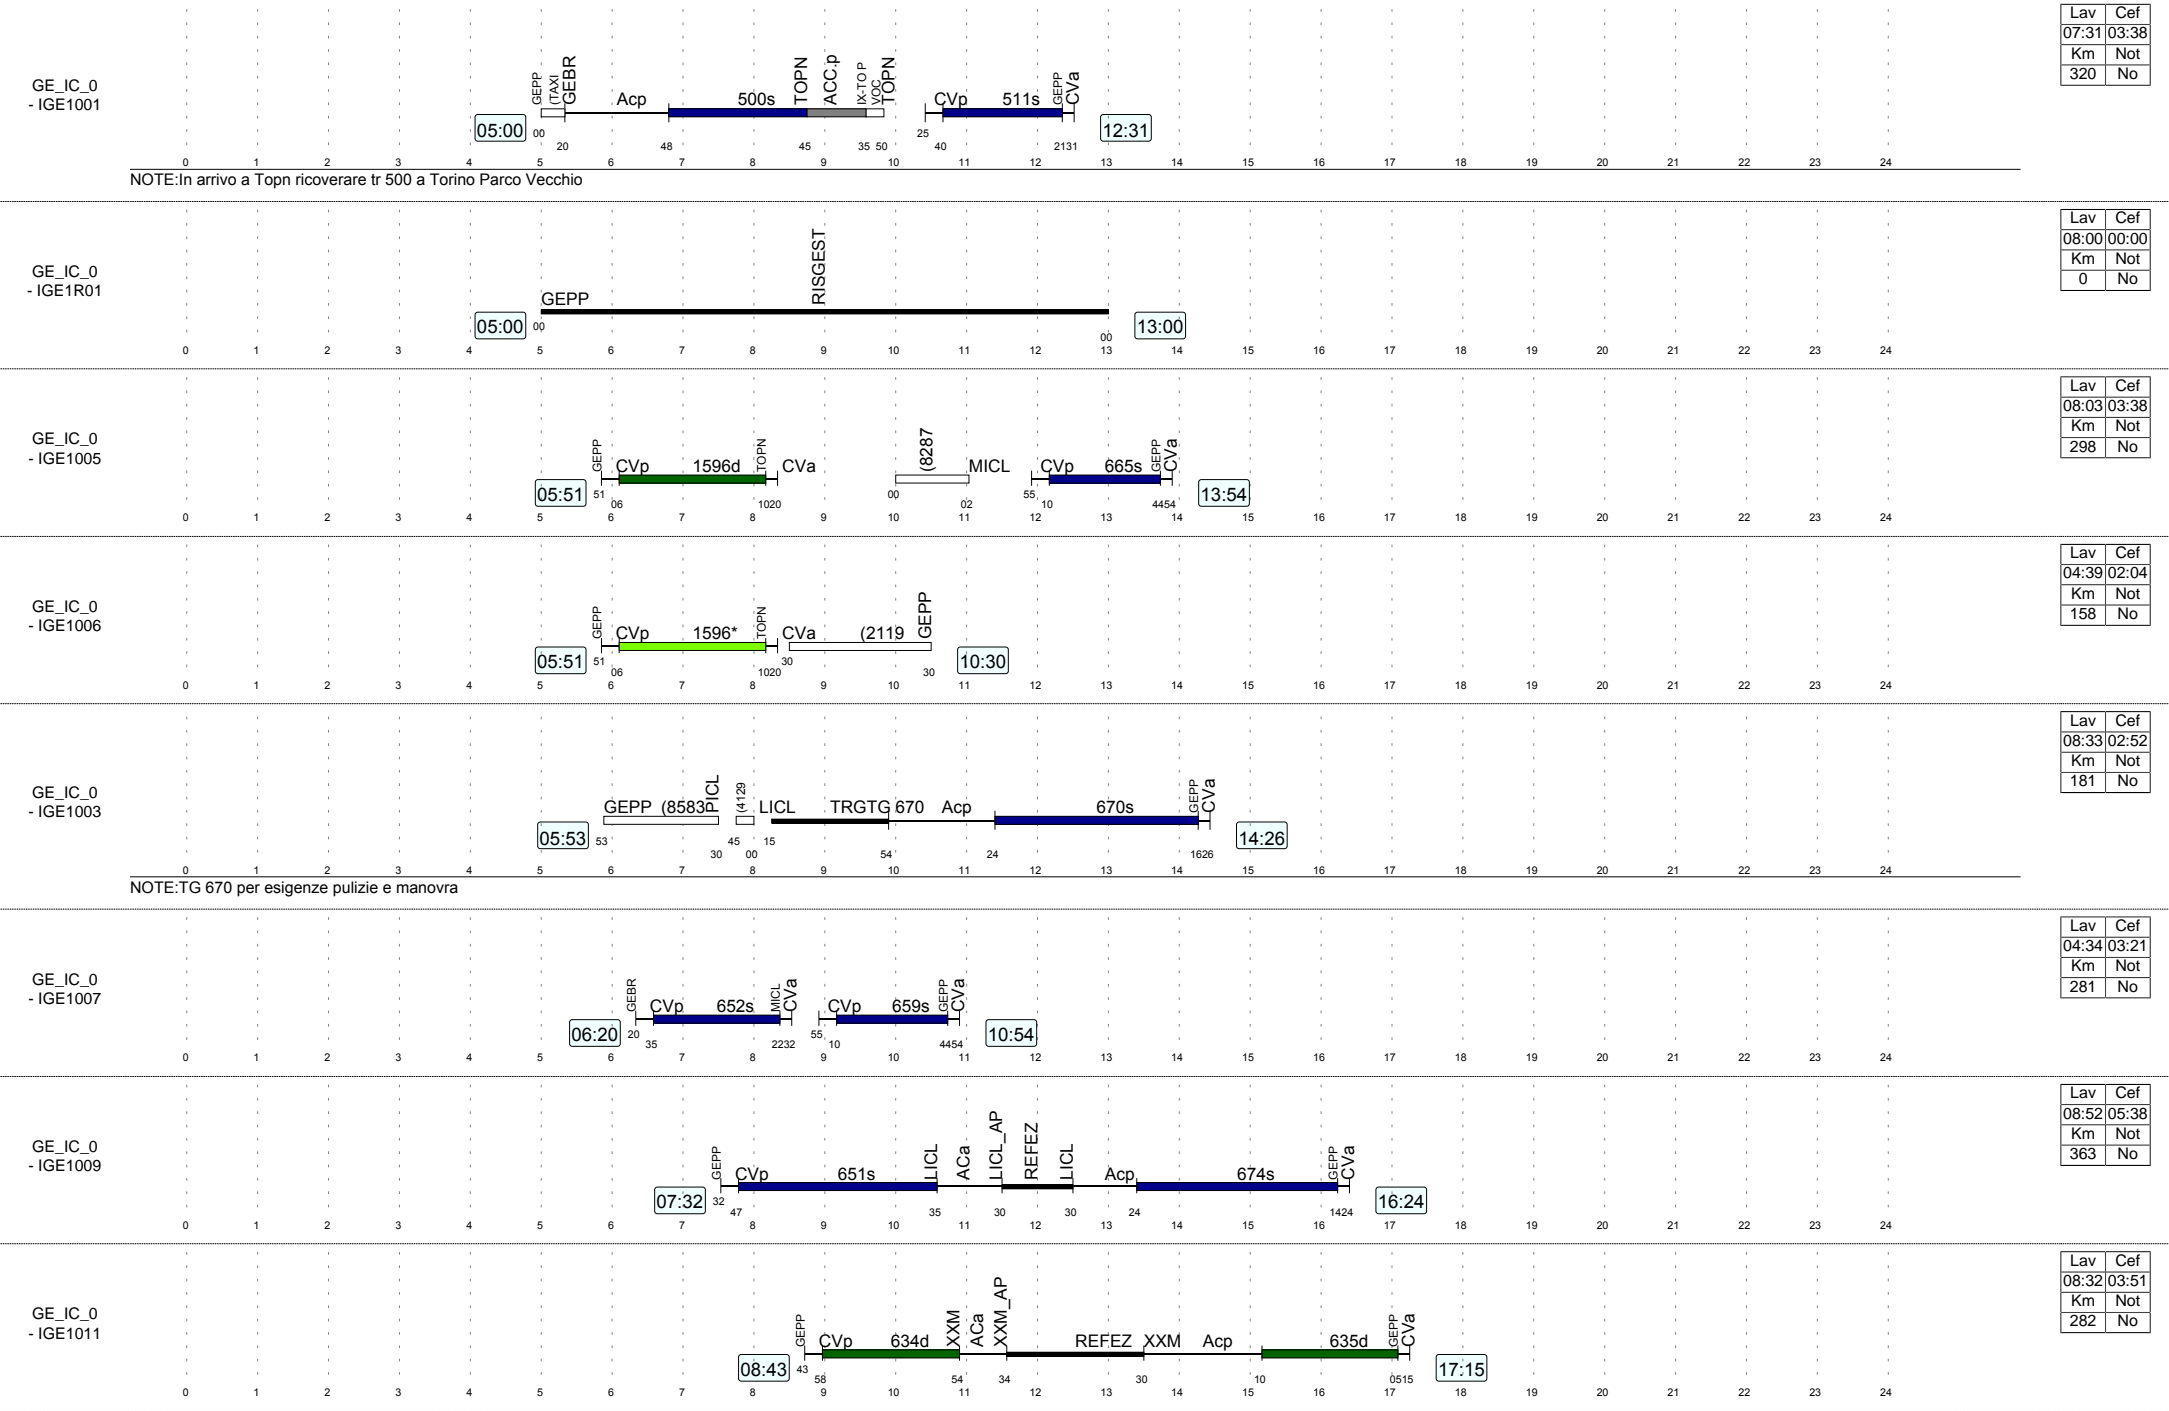 Lav Cef
07:31 03:38
Km Not
320 No
GE_IC_0
- IGE1001
GEPP (TAXI GEBR Acp 500s TOPN ACC.p IX-TO P VOC TOPN CVp 511s GEPP CVa
05:00 00 20 48 45 35 50 25 40 2131 12:31
0 1 2 3 4 5 6 7 8 9 10 11 12 13 14 15 16 17 18 19 20 21 22 23 24
NOTE:In arrivo a Topn ricoverare tr 500 a Torino Parco Vecchio
Lav Cef
08:00 00:00
Km Not
0 No
GE_IC_0
- IGE1R01
GEPP RISGEST
05:00 00 00 13:00
0 1 2 3 4 5 6 7 8 9 10 11 12 13 14 15 16 17 18 19 20 21 22 23 24
Lav Cef
08:03 03:38
Km Not
298 No
GE_IC_0
- IGE1005
GEPP CVp 1596d TOPN CVa (8287 MICL CVp 665s GEPP CVa
05:51 51 06 1020 00 02 55 10 4454 13:54
0 1 2 3 4 5 6 7 8 9 10 11 12 13 14 15 16 17 18 19 20 21 22 23 24
Lav Cef
04:39 02:04
Km Not
158 No
GE_IC_0
- IGE1006
GEPP CVp 1596* TOPN CVa (2119 GEPP
05:51 51 06 1020 30 30 10:30
0 1 2 3 4 5 6 7 8 9 10 11 12 13 14 15 16 17 18 19 20 21 22 23 24
Lav Cef
08:33 02:52
Km Not
181 No
GE_IC_0
- IGE1003
GEPP (8583 PICL (4129 LICL TRGTG 670 Acp 670s GEPP CVa
05:53 53 30 45 00 15 54 24 1626 14:26
0 1 2 3 4 5 6 7 8 9 10 11 12 13 14 15 16 17 18 19 20 21 22 23 24
NOTE:TG 670 per esigenze pulizie e manovra
Lav Cef
04:34 03:21
Km Not
281 No
GE_IC_0
- IGE1007
GEBR CVp 652s MICL CVa CVp 659s GEPP CVa
06:20 20 35 2232 55 10 4454 10:54
0 1 2 3 4 5 6 7 8 9 10 11 12 13 14 15 16 17 18 19 20 21 22 23 24
Lav Cef
08:52 05:38
Km Not
363 No
GE_IC_0
- IGE1009
GEPP CVp 651s LICL ACa LICL_AP REFEZ LICL Acp 674s GEPP CVa
07:32 32 47 35 30 30 24 1424 16:24
0 1 2 3 4 5 6 7 8 9 10 11 12 13 14 15 16 17 18 19 20 21 22 23 24
Lav Cef
08:32 03:51
Km Not
282 No
GE_IC_0
- IGE1011
GEPP CVp 634d XXM ACa XXM_AP REFEZ XXM Acp 635d GEPP CVa
08:43 43 58 54 34 30 10 0515 17:15
0 1 2 3 4 5 6 7 8 9 10 11 12 13 14 15 16 17 18 19 20 21 22 23 24